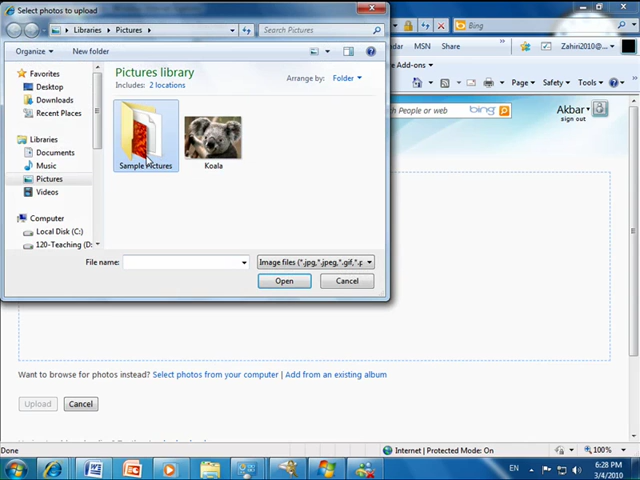 Select photos to upload
Libraries
Pictures
Search Pictures
Organize
New folder
Favorites
Desktop
Downloads
Recent Places
Libraries
Documents
Music
Pictures
Videos
Computer
Local Disk (C:)
120-Teaching (D:
Pictures library
Includes: 2 locations
Arrange by: Folder
Sample Pictures
Koala
File name:
Image files (*.jpg,*.jpeg,*.gif,*.p
Open
Cancel
Bing
dar
MSN
Share
Zahiri2010@...
e Add-ons
Page
Safety
Tools
People or web
bing
Akbar
sign out
Want to browse for photos instead? Select photos from your computer | Add from an existing album
Upload
Cancel
Done
Internet | Protected Mode: On
100%
EN
6:28 PM
3/4/2010